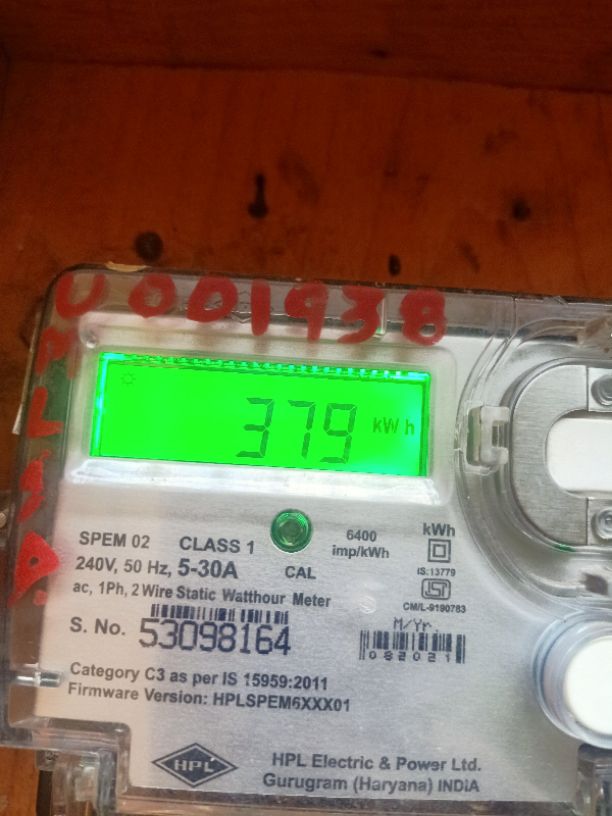 U001938
379 kWh
SPEM 02 CLASS 1
6400 imp/kWh
kWh
240V, 50 Hz, 5-30A
CAL
IS:13779
ac, 1Ph, 2 Wire Static Watthour Meter
CM/L-9190783
S. No. 53098164
M/Yr.
082021
Category C3 as per IS 15959:2011
Firmware Version: HPLSPEM6XXX01
HPL
HPL Electric & Power Ltd.
Gurugram (Haryana) INDIA